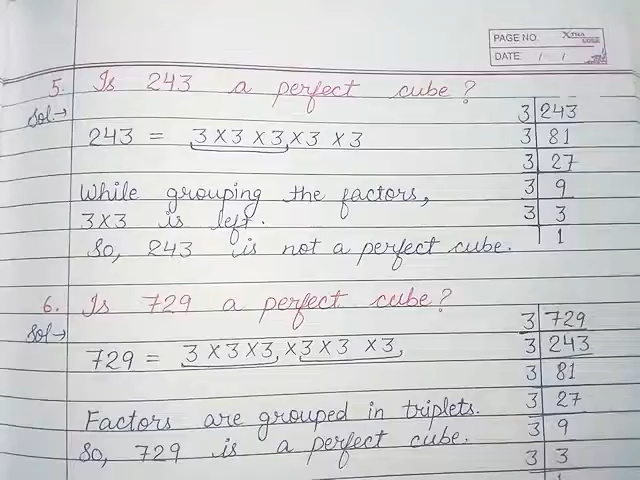 PAGE NO.
DATE / /
5. Is 243 a perfect cube?
Sol→
243 = 3 X 3 X 3, X 3 X 3
While grouping the factors,
3X3 is left.
So, 243 is not a perfect cube.
3 243
3 81
3 27
3 9
3 3
1
6. Is 729 a perfect cube?
Sol→
729 = 3 X 3 X 3, X 3 X 3 X 3,
Factors are grouped in triplets.
So, 729 is a perfect cube.
3 729
3 243
3 81
3 27
3 9
3 3
1